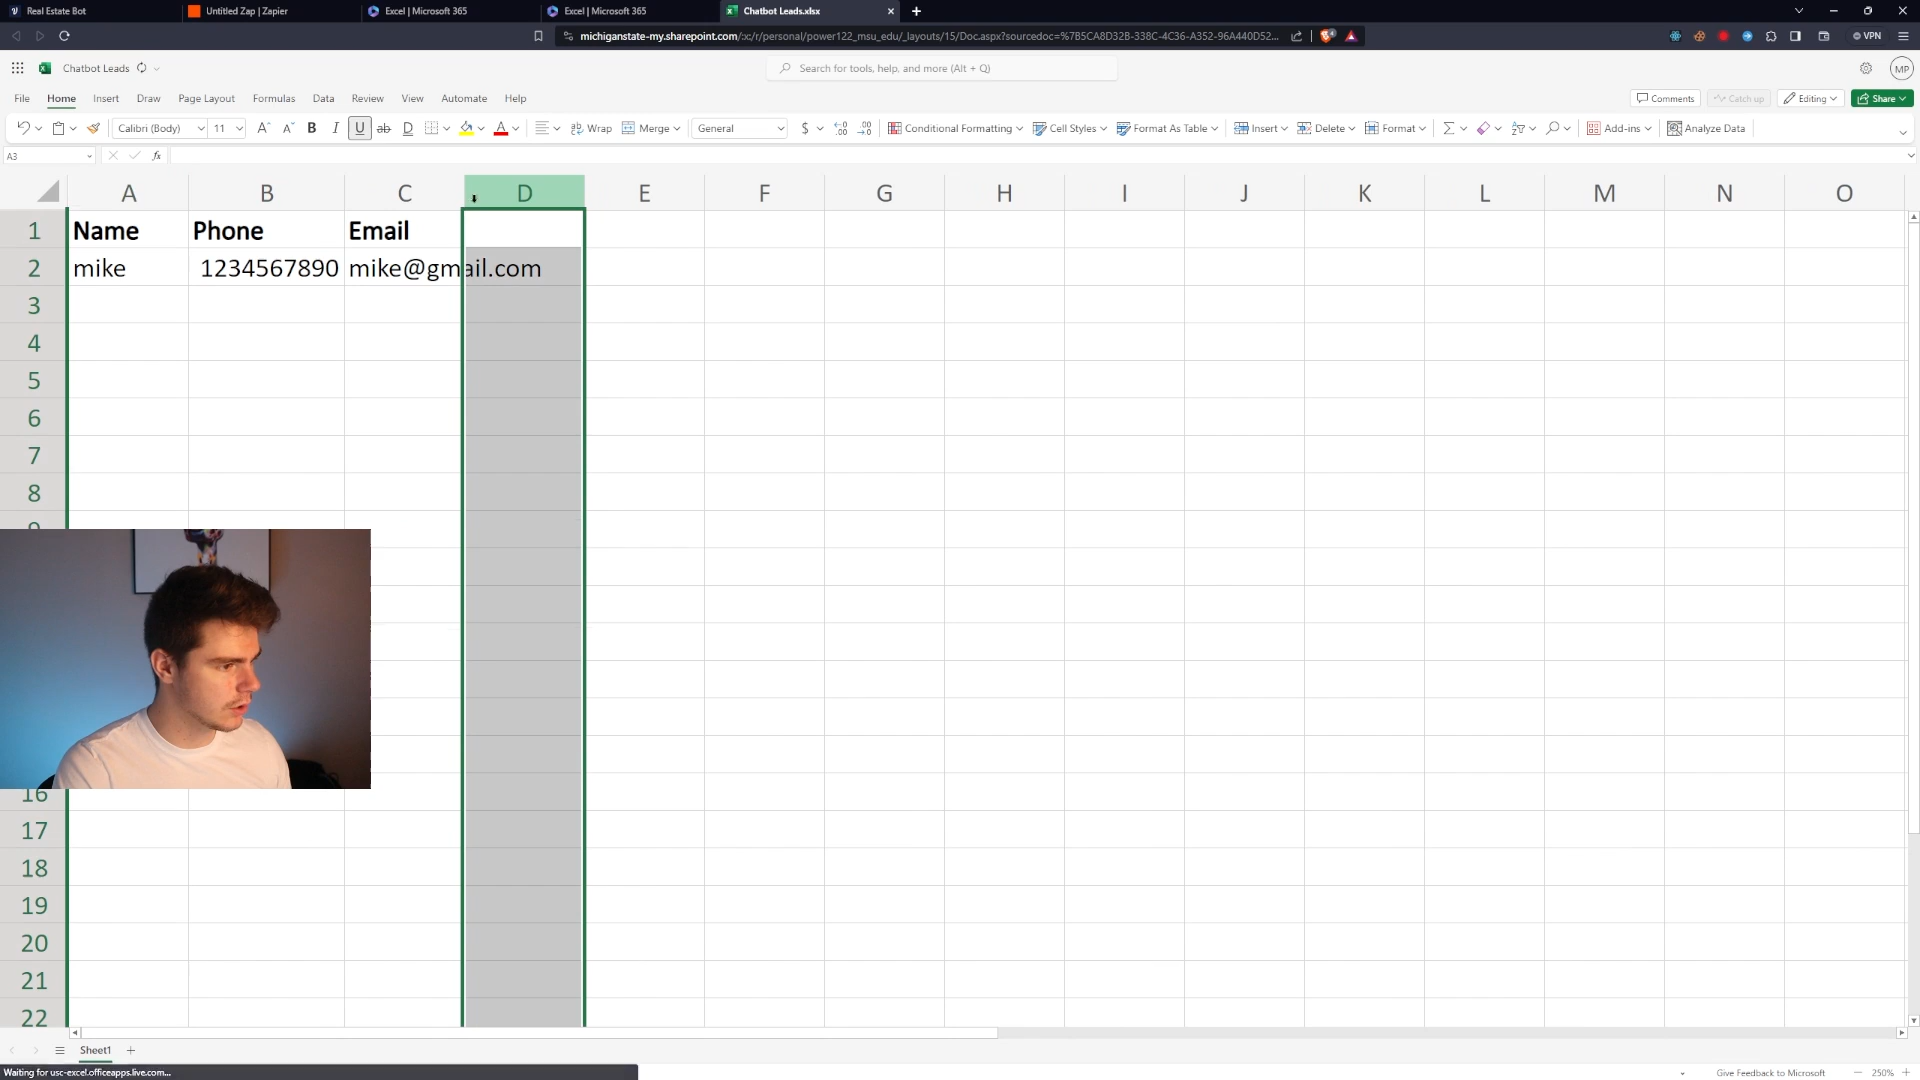 Real Estate Bot
Untitled Zap | Zapier
Excel | Microsoft 365
Excel | Microsoft 365
Chatbot Leads.xlsx
michiganstate-my.sharepoint.com/:x:/r/personal/power122_msu_edu/_layouts/15/Doc.aspx?sourcedoc=%7B5CA8D32B-338C-4C36-A352-96A440D52...
VPN
Chatbot Leads
Search for tools, help, and more (Alt + Q)
MP
File Home Insert Draw Page Layout Formulas Data Review View Automate Help
Comments Catch up Editing Share
Calibri (Body) 11 A A B I U ab D A Wrap Merge General $ Conditional Formatting Cell Styles Format As Table Insert Delete Format Add-ins Analyze Data
A3 fx
A B C D E F G H I J K L M N O
1 Name Phone Email
2 mike 1234567890 mike@gmail.com
3
4
5
6
7
8
9
16
17
18
19
20
21
22
Sheet1
Waiting for usc-excel.officeapps.live.com...
Give Feedback to Microsoft
250%